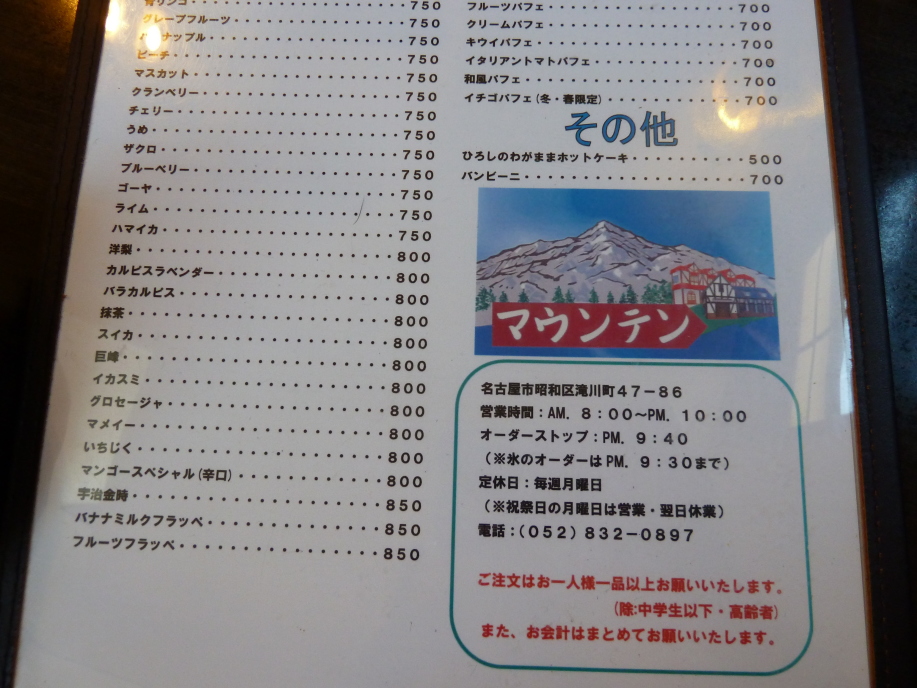 青リンゴ・・・・・・・・・・・・・・・・・・・・750
グレープフルーツ・・・・・・・・・・・・・・・750
パイナップル・・・・・・・・・・・・・・・・・・750
ピーチ・・・・・・・・・・・・・・・・・・・・・・750
マスカット・・・・・・・・・・・・・・・・・・・750
クランベリー・・・・・・・・・・・・・・・・・・750
チェリー・・・・・・・・・・・・・・・・・・・・750
うめ・・・・・・・・・・・・・・・・・・・・・・・750
ザクロ・・・・・・・・・・・・・・・・・・・・・・750
ブルーベリー・・・・・・・・・・・・・・・・・・750
ゴーヤ・・・・・・・・・・・・・・・・・・・・・・750
ライム・・・・・・・・・・・・・・・・・・・・・・750
ハマイカ・・・・・・・・・・・・・・・・・・・・750
洋梨・・・・・・・・・・・・・・・・・・・・・・・800
カルピスラベンダー・・・・・・・・・・・・・・800
バラカルピス・・・・・・・・・・・・・・・・・・800
抹茶・・・・・・・・・・・・・・・・・・・・・・・800
スイカ・・・・・・・・・・・・・・・・・・・・・・800
巨峰・・・・・・・・・・・・・・・・・・・・・・・800
イカスミ・・・・・・・・・・・・・・・・・・・・800
グロセージャ・・・・・・・・・・・・・・・・・・800
マメイー・・・・・・・・・・・・・・・・・・・・800
いちじく・・・・・・・・・・・・・・・・・・・・800
マンゴースペシャル(辛口)・・・・・・・・・・800
宇治金時・・・・・・・・・・・・・・・・・・・・850
バナナミルクフラッペ・・・・・・・・・・・・・850
フルーツフラッペ・・・・・・・・・・・・・・・850
フルーツパフェ・・・・・・・・・・・・・・・・700
クリームパフェ・・・・・・・・・・・・・・・・700
キウイパフェ・・・・・・・・・・・・・・・・・700
イタリアントマトパフェ・・・・・・・・・・・・700
和風パフェ・・・・・・・・・・・・・・・・・・・700
イチゴパフェ(冬・春限定)・・・・・・・・・・700
その他
ひろしのわがままホットケーキ・・・・・・・・・500
バンビーニ・・・・・・・・・・・・・・・・・・・700
マウンテン
名古屋市昭和区滝川町47-86
営業時間:AM. 8:00~PM. 10:00
オーダーストップ:PM. 9:40
(※氷のオーダーはPM. 9:30まで)
定休日:毎週月曜日
(※祝祭日の月曜日は営業・翌日休業)
電話:(052)832-0897
ご注文はお一人様一品以上お願いいたします。
(除:中学生以下・高齢者)
また、お会計はまとめてお願いいたします。